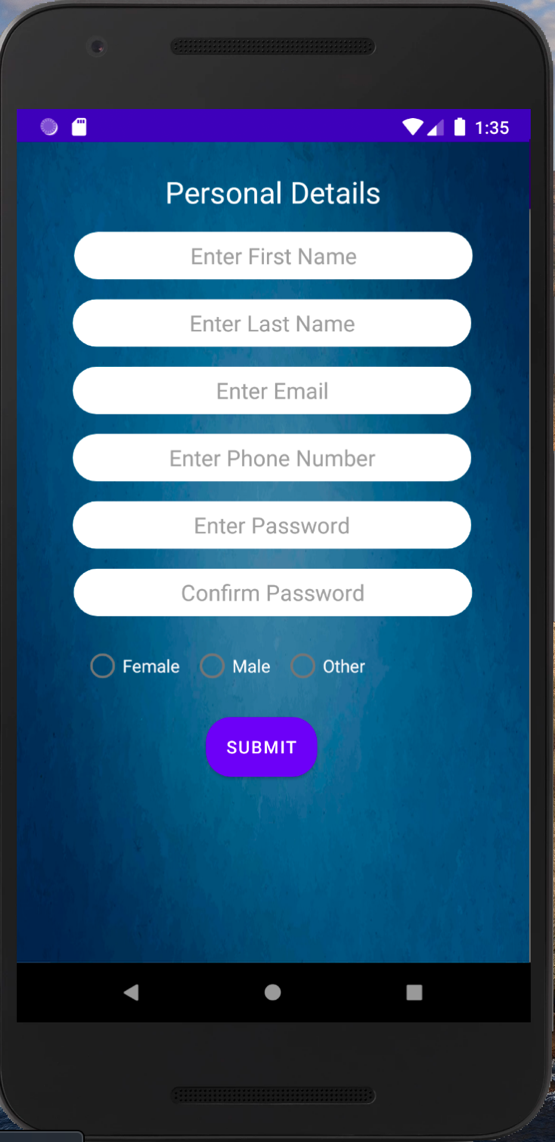 1:35
Personal Details
Enter First Name
Enter Last Name
Enter Email
Enter Phone Number
Enter Password
Confirm Password
Female Male Other
SUBMIT